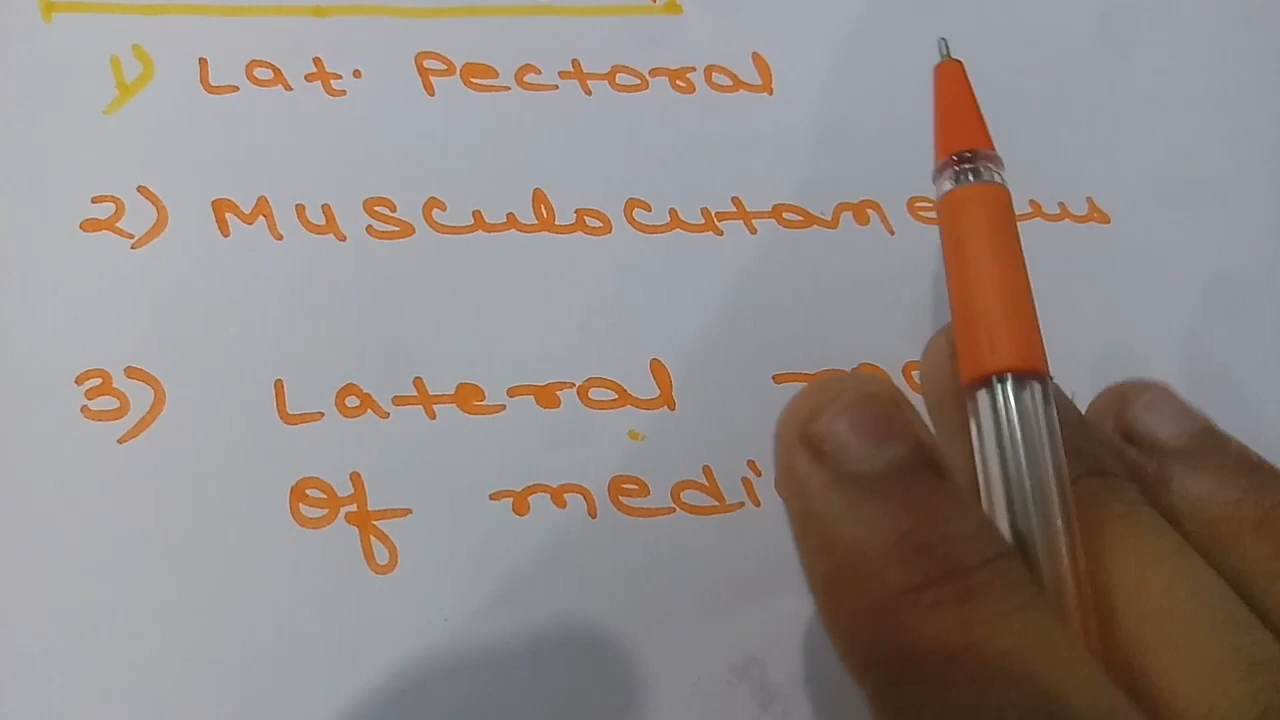 1) Lat. Pectoral
2) Musculocutaneous
3) Lateral
of